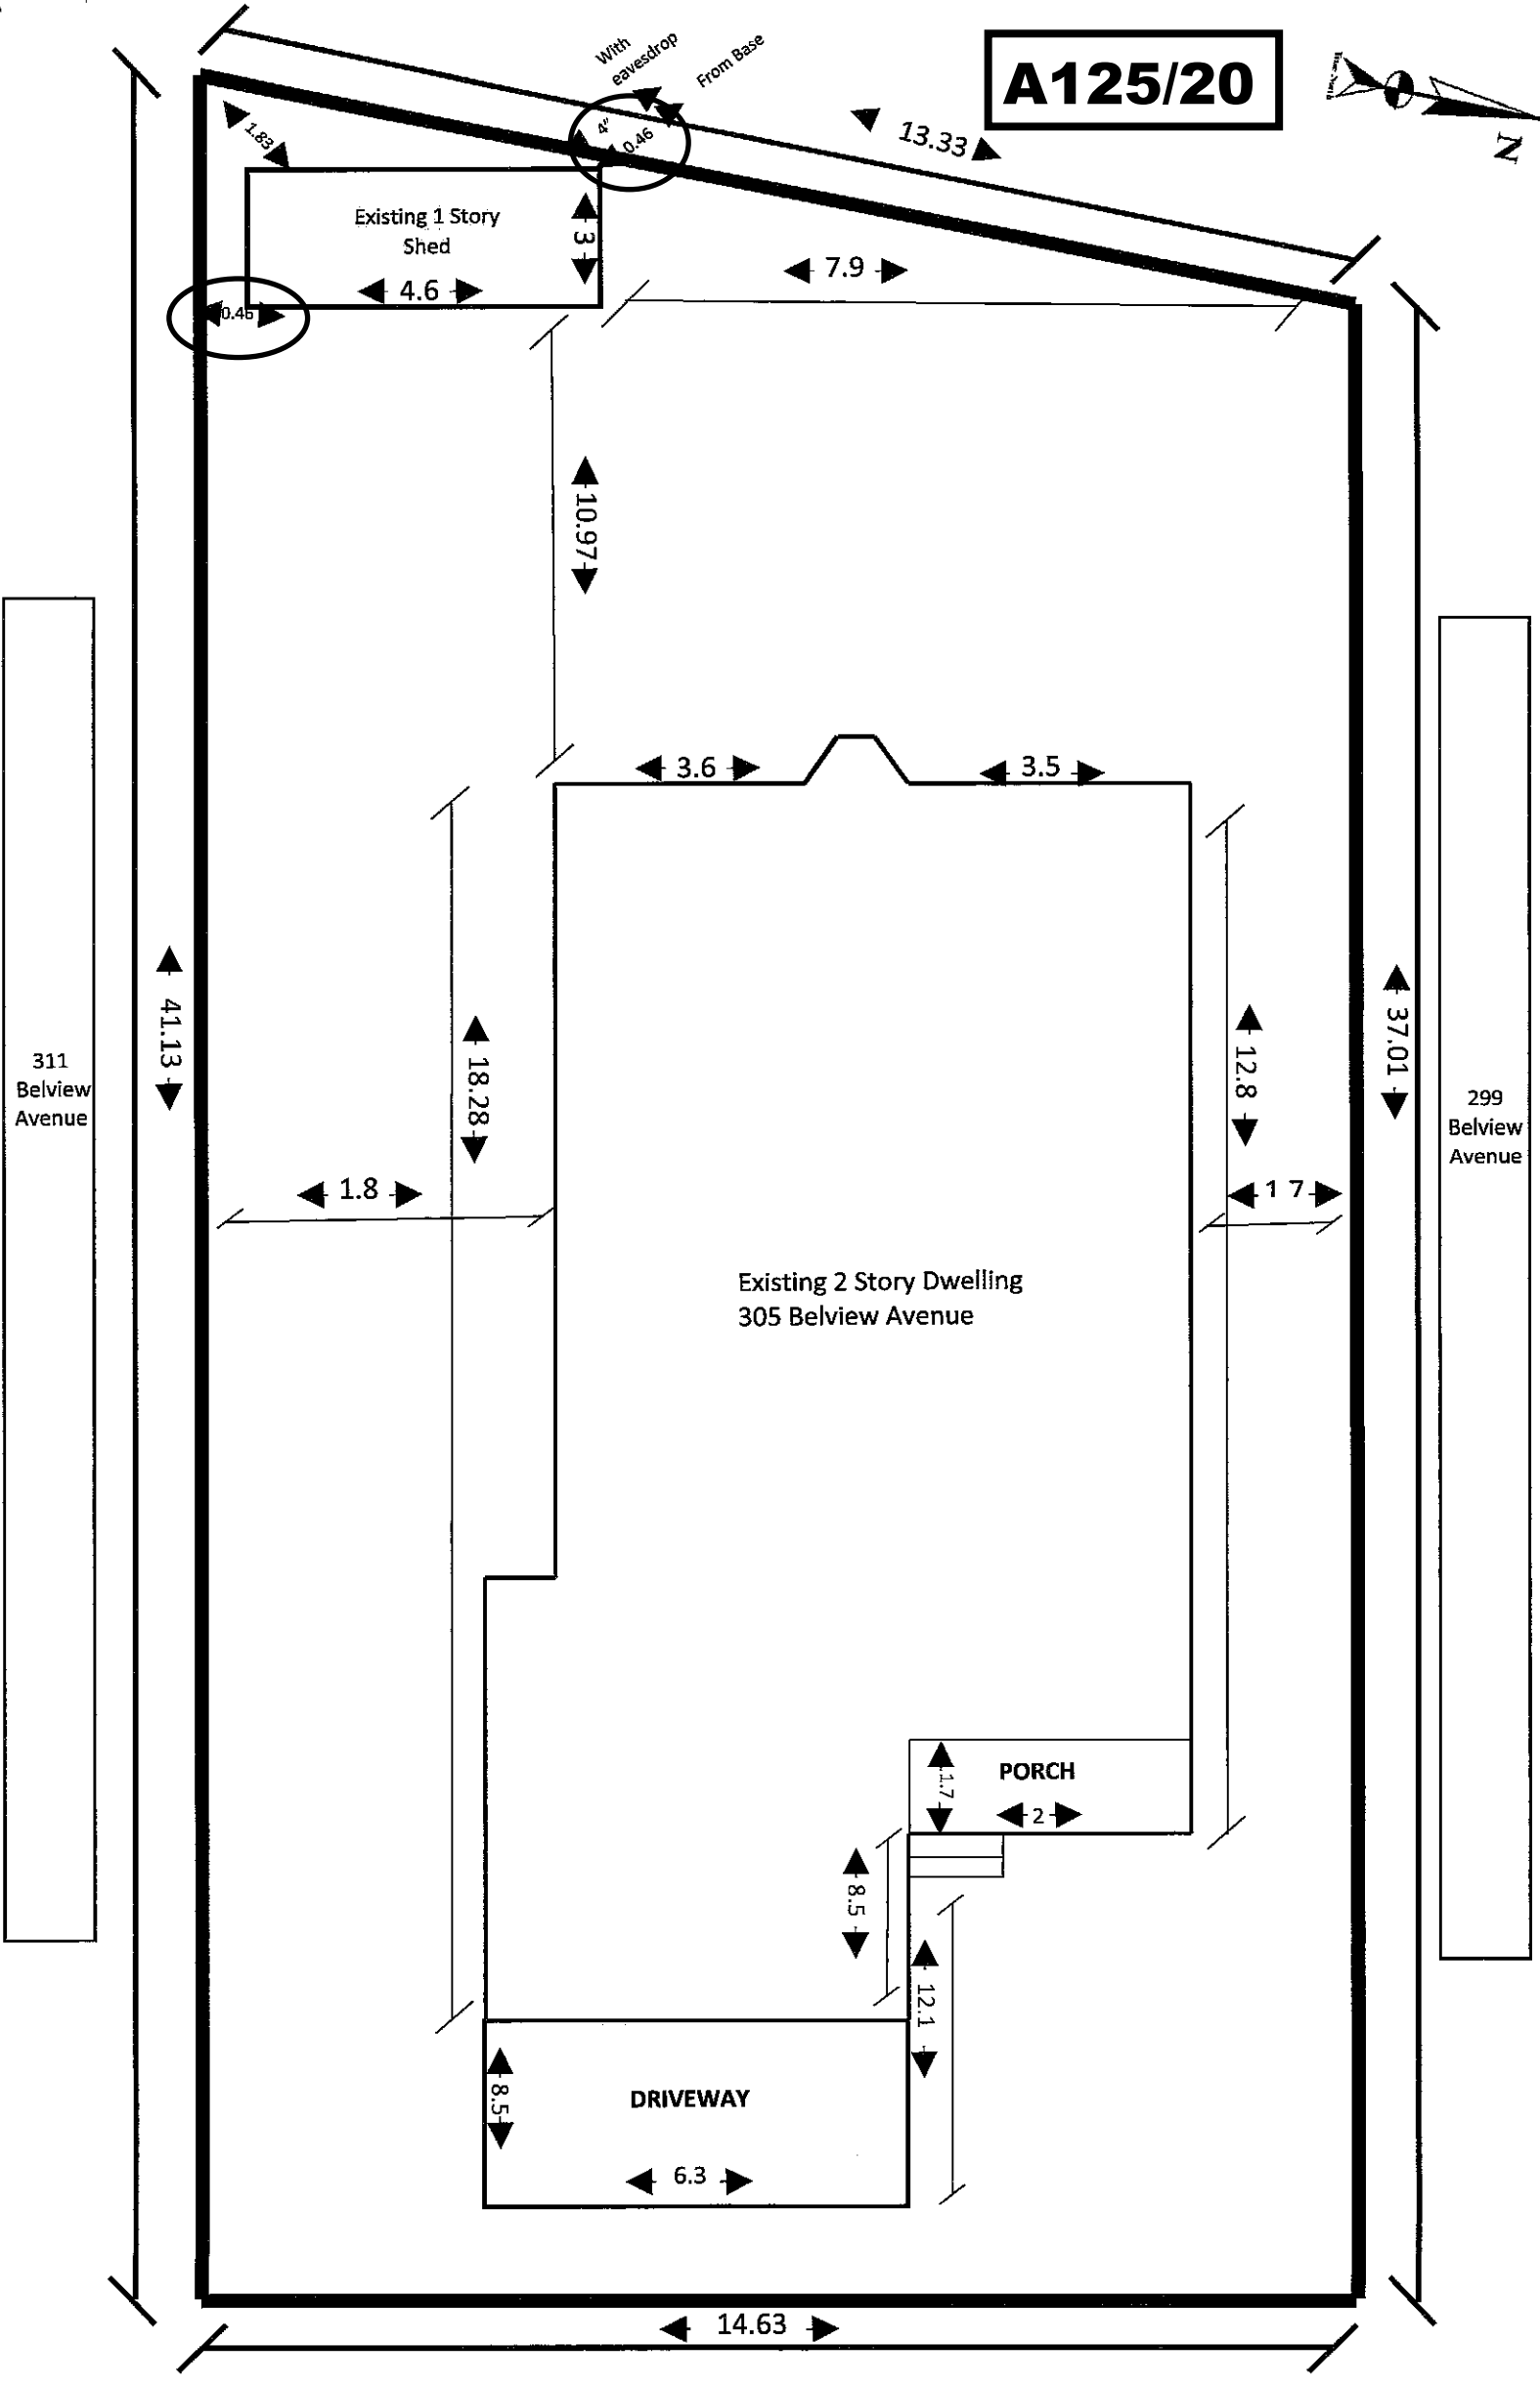 With
eavesdrop
From Base
A125/20
N
13.33
4"
0.46
1.83
Existing 1 Story
Shed
3
4.6
7.9
0.46
10.97
3.6
3.5
41.13
18.28
12.8
37.01
311
Belview
Avenue
299
Belview
Avenue
1.8
1 7
Existing 2 Story Dwelling
305 Belview Avenue
PORCH
1.7
2
8.5
12.1
DRIVEWAY
8.5
6.3
14.63